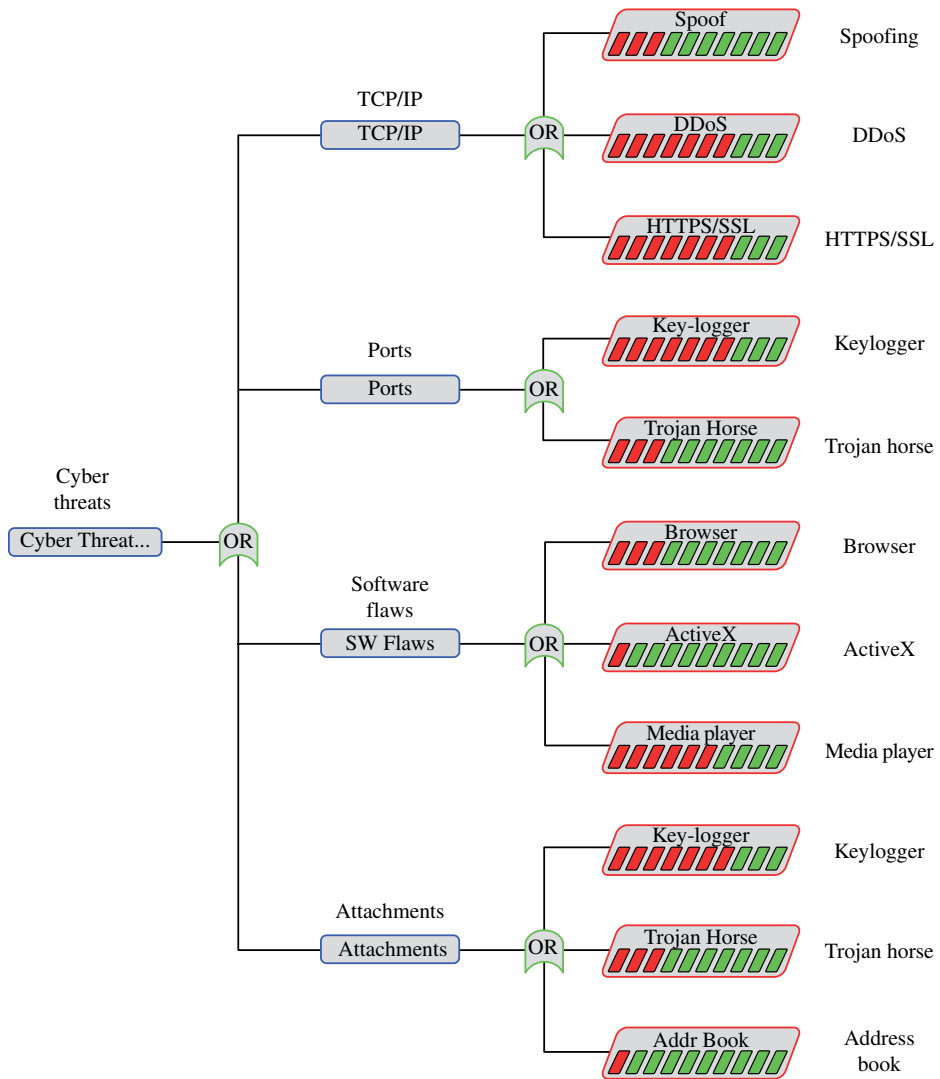 Spoof
Spoofing
TCP/IP
TCP/IP
OR
DDoS
DDoS
HTTPS/SSL
HTTPS/SSL
Key-logger
Keylogger
Ports
Ports
OR
Trojan Horse
Trojan horse
Cyber
threats
Cyber Threat...
OR
Browser
Browser
Software
flaws
SW Flaws
OR
ActiveX
ActiveX
Media player
Media player
Key-logger
Keylogger
Attachments
Attachments
OR
Trojan Horse
Trojan horse
Addr Book
Address
book